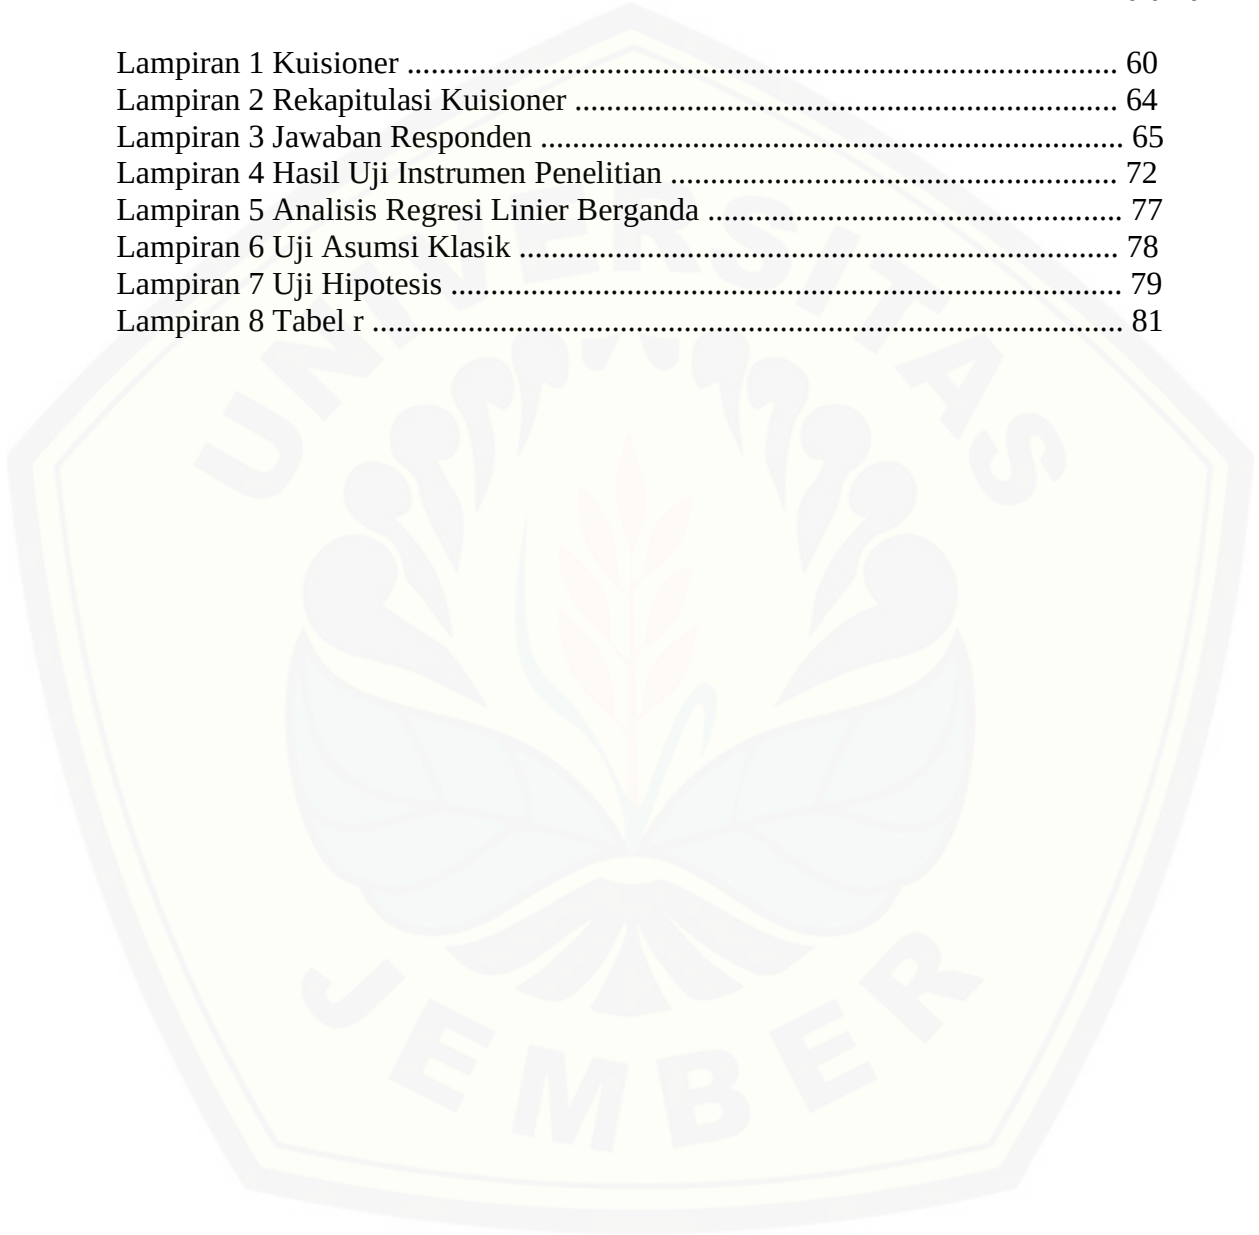 Lampiran 1 Kuisioner ......................................................................................... 60
Lampiran 2 Rekapitulasi Kuisioner .................................................................... 64
Lampiran 3 Jawaban Responden ......................................................................... 65
Lampiran 4 Hasil Uji Instrumen Penelitian ........................................................ 72
Lampiran 5 Analisis Regresi Linier Berganda .................................................... 77
Lampiran 6 Uji Asumsi Klasik ........................................................................... 78
Lampiran 7 Uji Hipotesis .................................................................................... 79
Lampiran 8 Tabel r .............................................................................................. 81
UNIVERSITAS
JEMBER